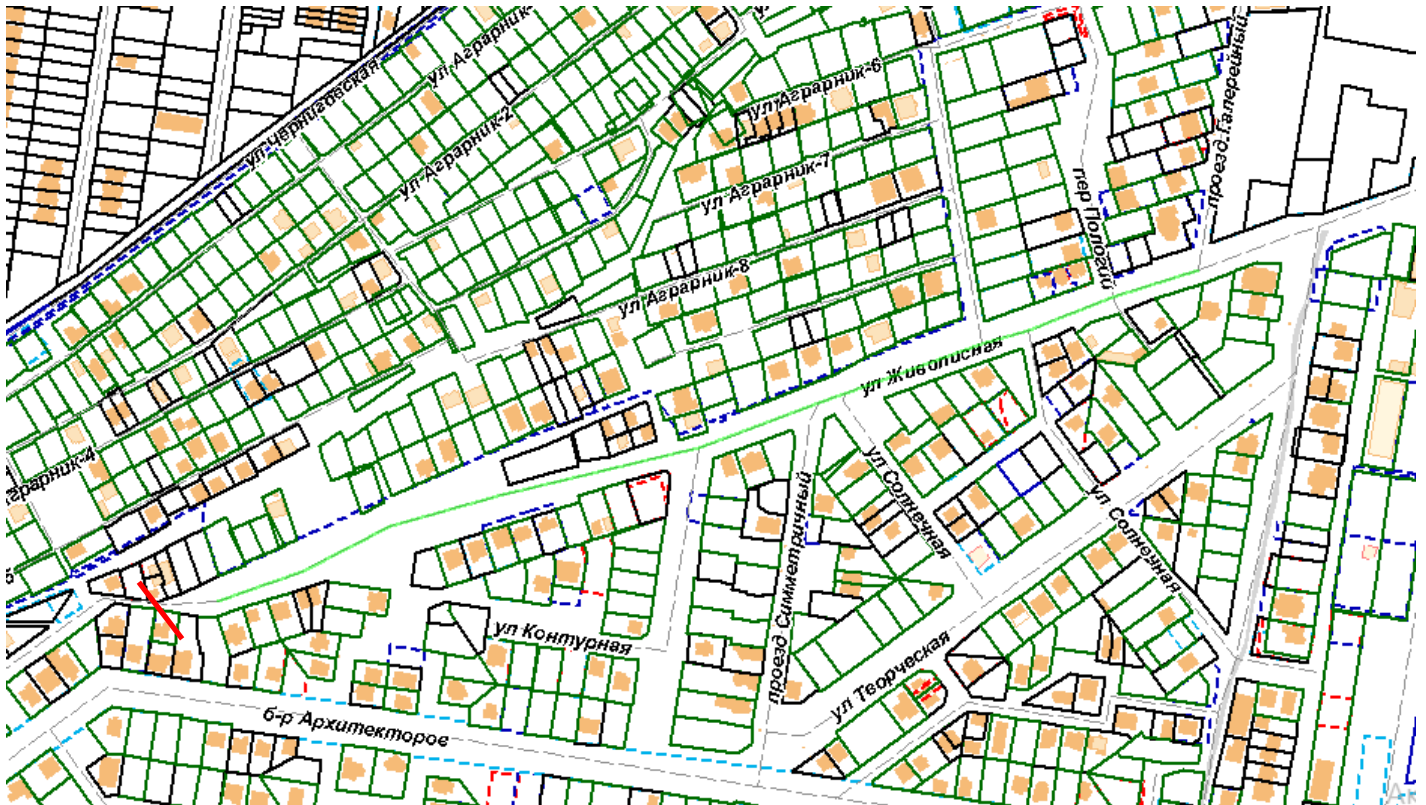 ул Аграрник-
ул Черниговская
ул Аграрник-2
ул Аграрник-6
проезд.Галерейный
ул Аграрник-7
пер Пологий
ул Аграрник-8
ул Живописная
Аграрник-4
ул Солнечная
проезд Симметричный
ул Солнечная
ул Контурная
ул Творческая
б-р Архитекторов